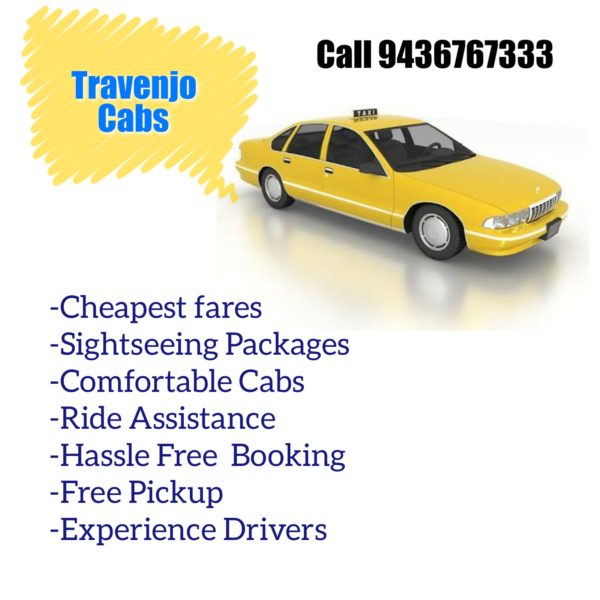 Travenjo
Cabs
Call 9436767333
TAXI
-Cheapest fares
-Sightseeing Packages
-Comfortable Cabs
-Ride Assistance
-Hassle Free  Booking
-Free Pickup
-Experience Drivers